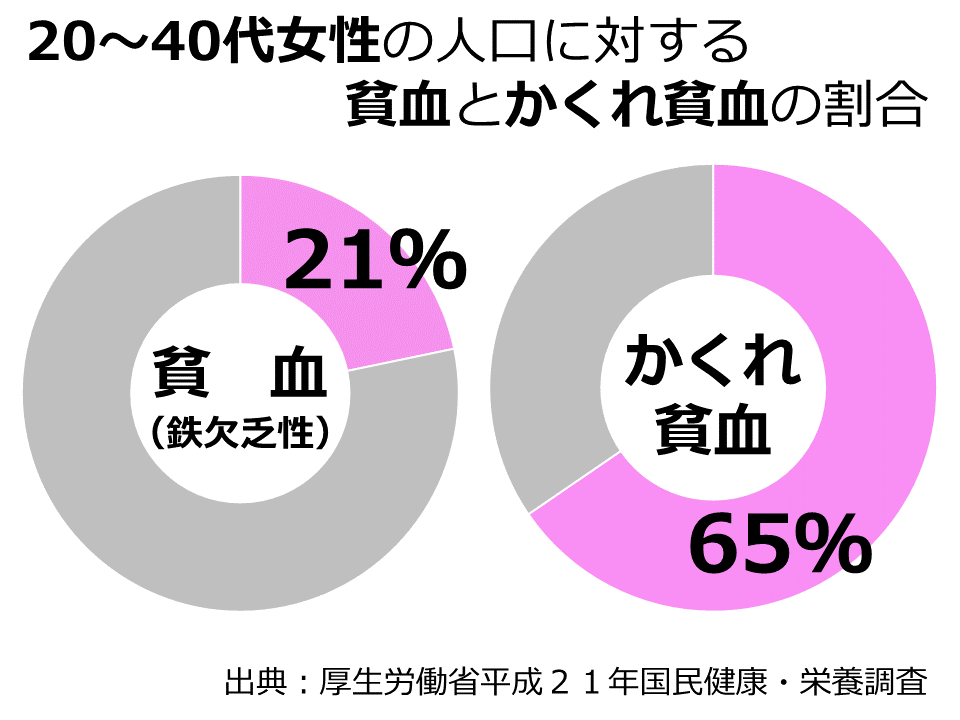 20～40代女性の人口に対する
貧血とかくれ貧血の割合
21%
貧　血
（鉄欠乏性）
かくれ
貧血
65%
出典：厚生労働省平成２１年国民健康・栄養調査